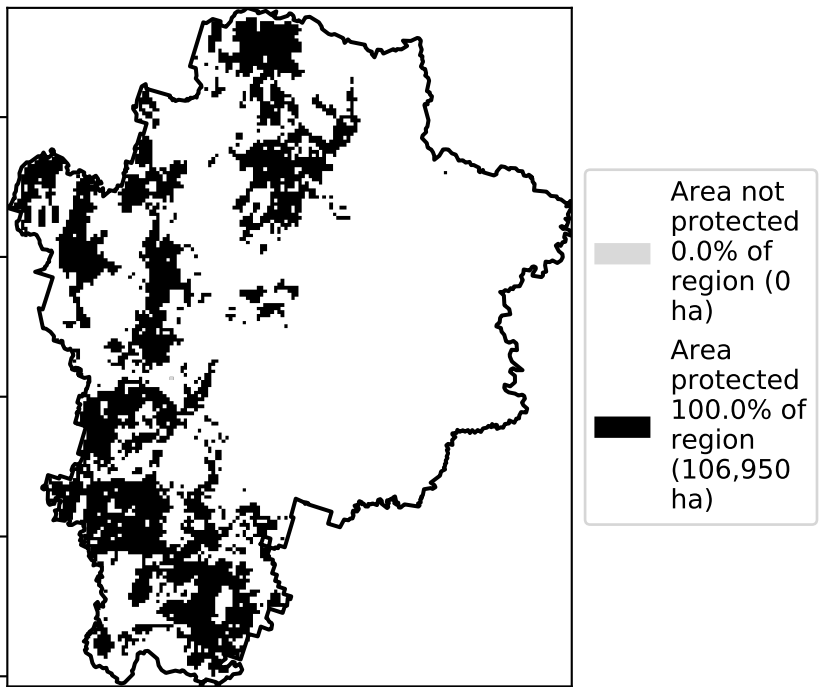 Area not
protected
0.0% of
region (0
ha)
Area
protected
100.0% of
region
(106,950
ha)